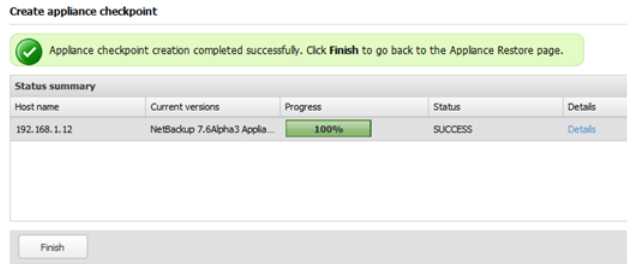 Create appliance checkpoint
Appliance checkpoint creation completed successfully. Click Finish to go back to the Appliance Restore page.
Status summary
Host name Current versions Progress Status Details
192.168.1.12 NetBackup 7.6Alpha3 Applia... 100% SUCCESS Details
Finish